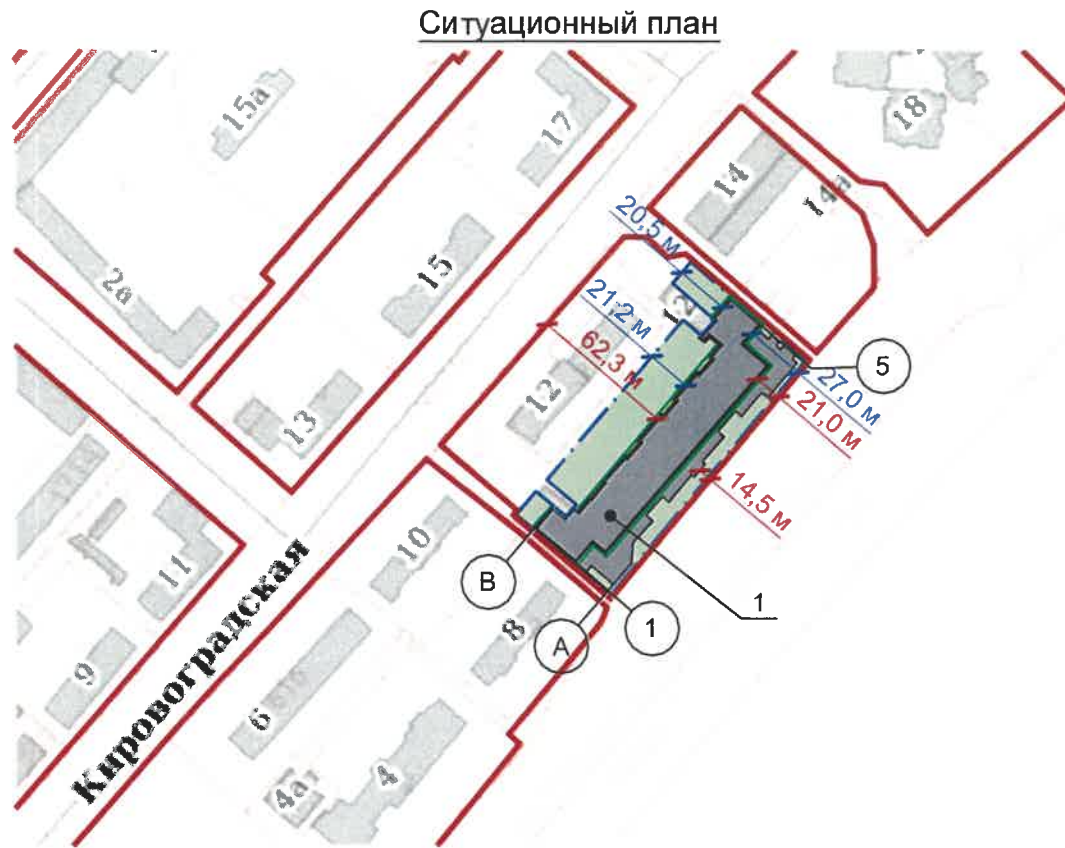 Ситуационный план
15а
17
18
14
14а
2а
15
20,5 м
21,2 м
62,3 м
12
5
27,0 м
21,0 м
14,5 м
13
10
11
В
1
1
А
8
9
6
Кировоградская
4а
4